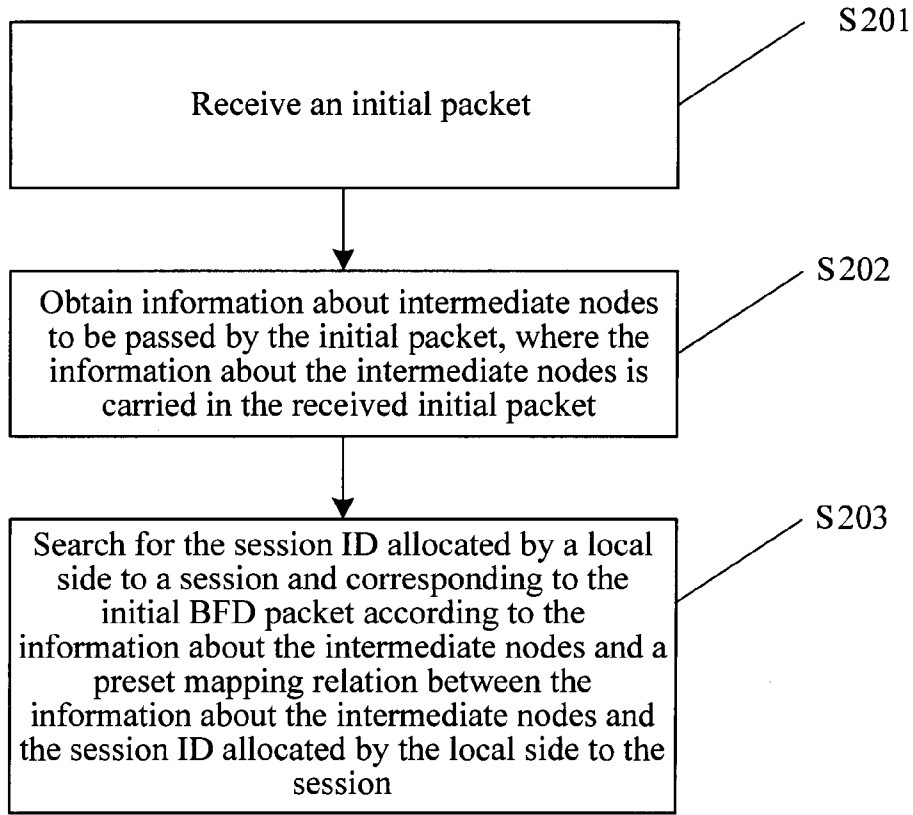 S201
Receive an initial packet
S202
Obtain information about intermediate nodes
to be passed by the initial packet, where the
information about the intermediate nodes is
carried in the received initial packet
S203
Search for the session ID allocated by a local
side to a session and corresponding to the
initial BFD packet according to the
information about the intermediate nodes and a
preset mapping relation between the
information about the intermediate nodes and
the session ID allocated by the local side to the
session